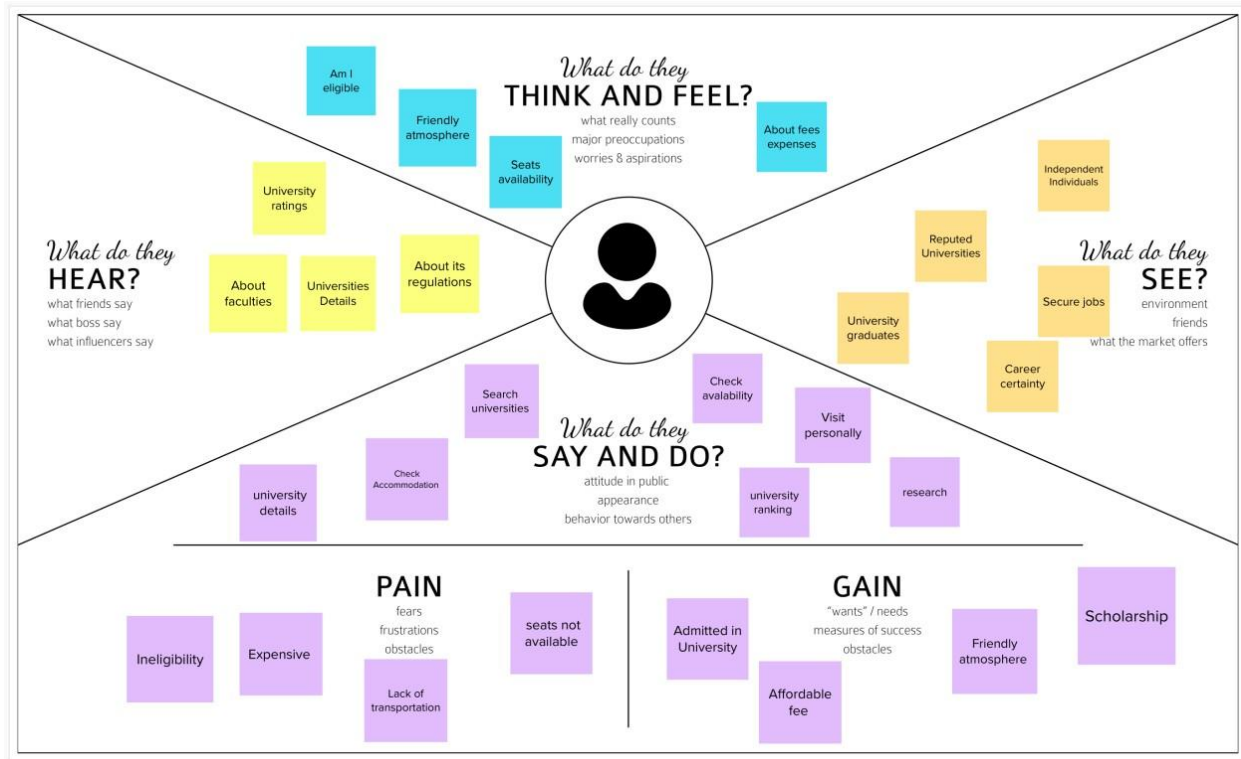 What do they
THINK AND FEEL?
what really counts
major preoccupations
worries & aspirations
Am I
eligible
Friendly
atmosphere
Seats
availability
About fees
expenses
What do they
HEAR?
what friends say
what boss say
what influencers say
University
ratings
About
faculties
Universities
Details
About its
regulations
What do they
SEE?
environment
friends
what the market offers
Independent
Individuals
Reputed
Universities
Secure jobs
University
graduates
Career
certainty
What do they
SAY AND DO?
attitude in public
appearance
behavior towards others
Search
universities
Check
avalability
Visit
personally
Check
Accommodation
university
details
university
ranking
research
PAIN
fears
frustrations
obstacles
Ineligibility
Expensive
Lack of
transportation
seats not
available
GAIN
"wants" / needs
measures of success
obstacles
Admitted in
University
Affordable
fee
Friendly
atmosphere
Scholarship